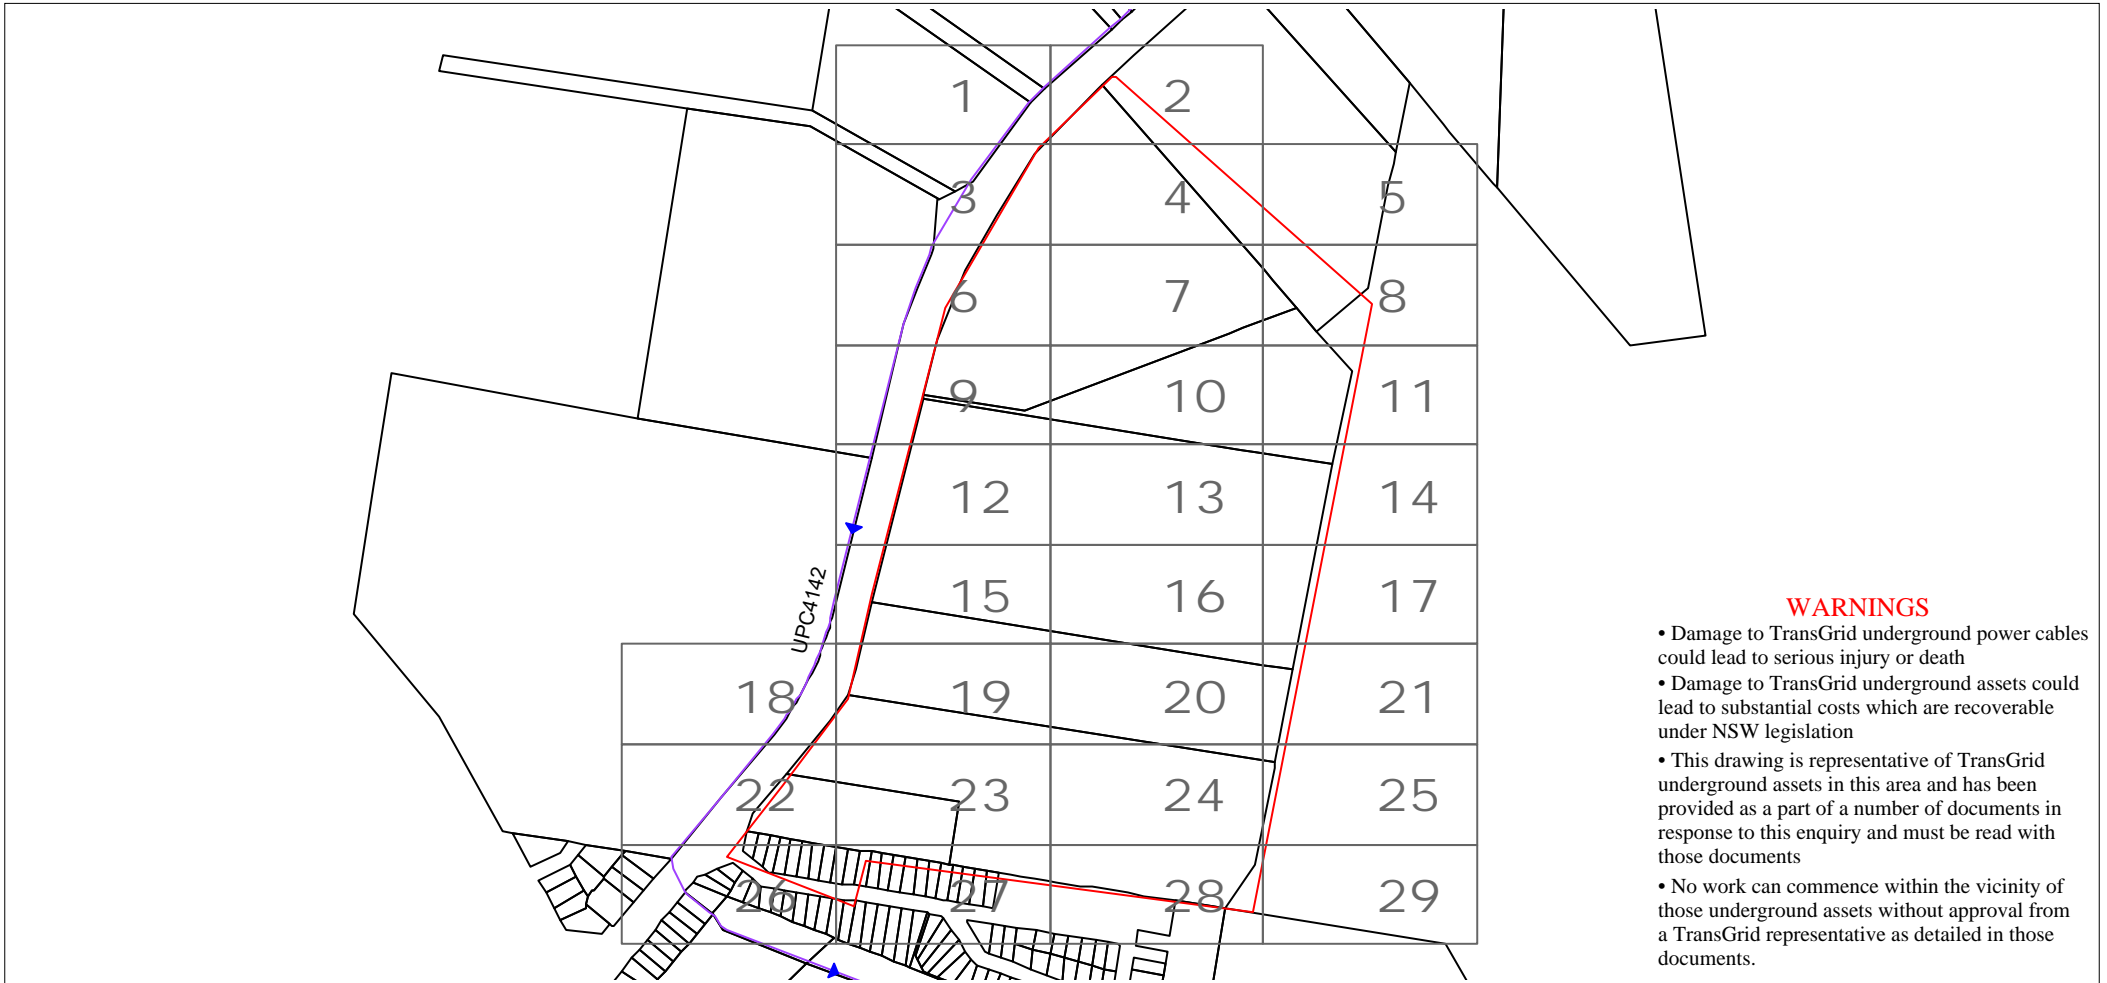 1 2
3 4 5
6 7 8
9 10 11
12 13 14
15 16 17
UPC4142
18 19 20 21
22 23 24 25
26 27 28 29
WARNINGS
• Damage to TransGrid underground power cables
could lead to serious injury or death
• Damage to TransGrid underground assets could
lead to substantial costs which are recoverable
under NSW legislation
• This drawing is representative of TransGrid
underground assets in this area and has been
provided as a part of a number of documents in
response to this enquiry and must be read with
those documents
• No work can commence within the vicinity of
those underground assets without approval from
a TransGrid representative as detailed in those
documents.